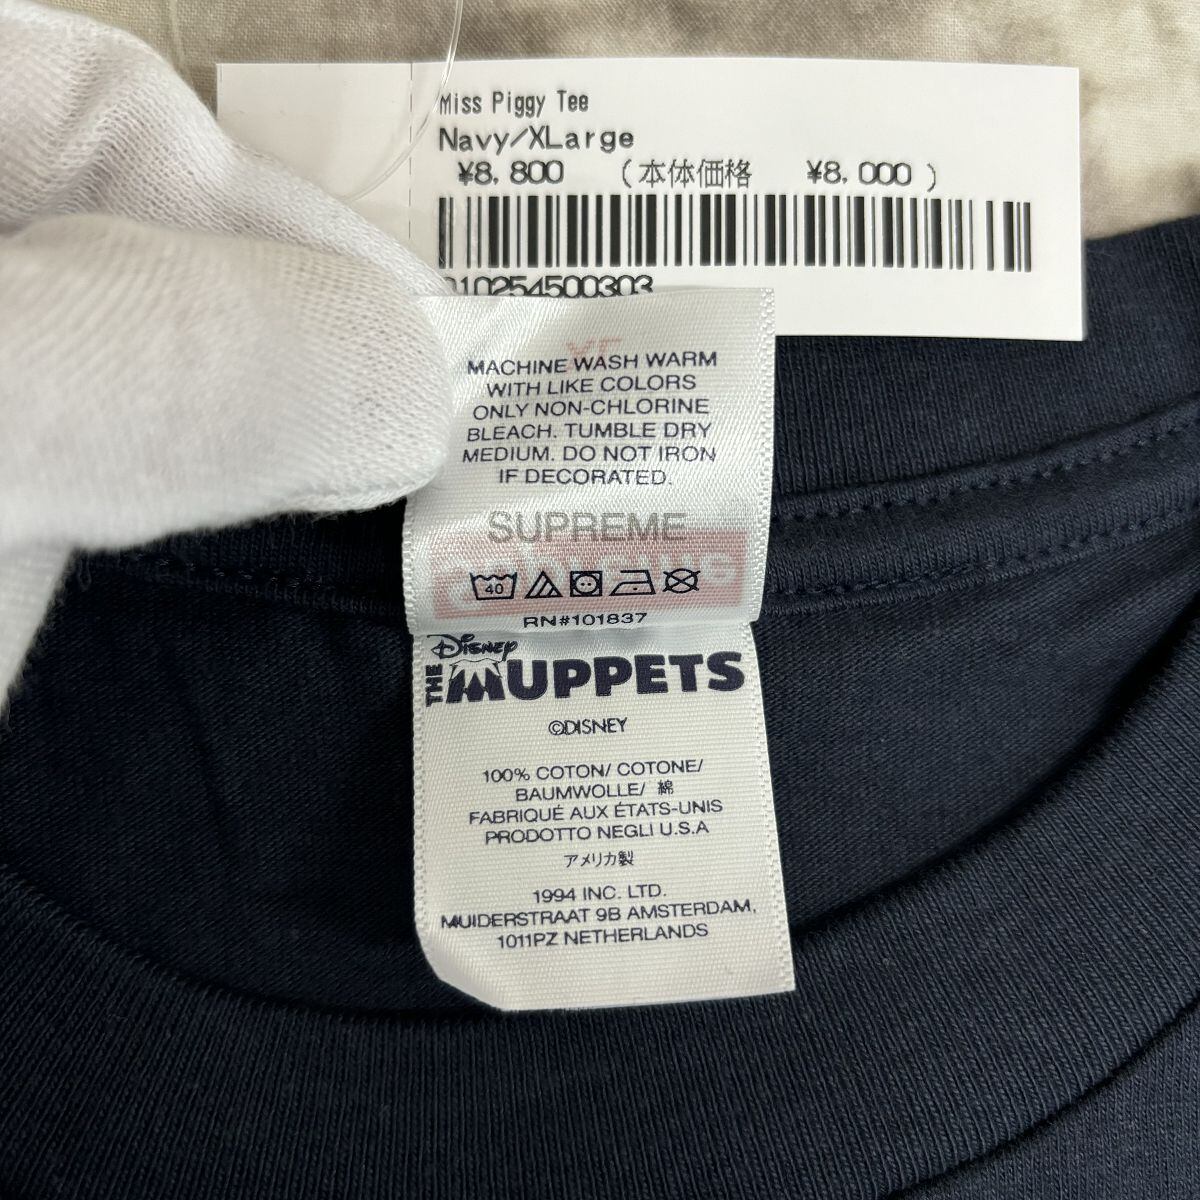 Miss Piggy Tee
Navy/XLarge
¥8,800 (本体価格 ¥8,000 )
010254500303
XL
MACHINE WASH WARM
WITH LIKE COLORS
ONLY NON-CHLORINE
BLEACH. TUMBLE DRY
MEDIUM. DO NOT IRON
IF DECORATED.
SUPREME
40
RN#101837
Disney
THE MUPPETS
©DISNEY
100% COTON/ COTONE/
BAUMWOLLE/ 綿
FABRIQUÉ AUX ÉTATS-UNIS
PRODOTTO NEGLI U.S.A
アメリカ製
1994 INC. LTD.
MUIDERSTRAAT 9B AMSTERDAM,
1011PZ NETHERLANDS